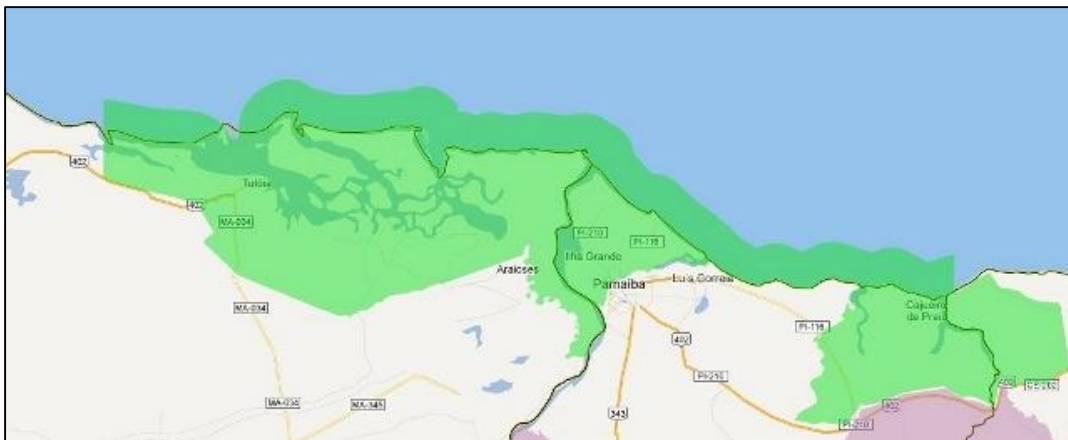 402
Tutóia
402
MA-034
MA-034
MA-034
MA-345
Araioses
PI-210
PI-116
Ilha Grande
Parnaíba
Luís Correia
402
PI-210
343
PI-116
Cajueiro
da Praia
402
PI-210
402
CE-202